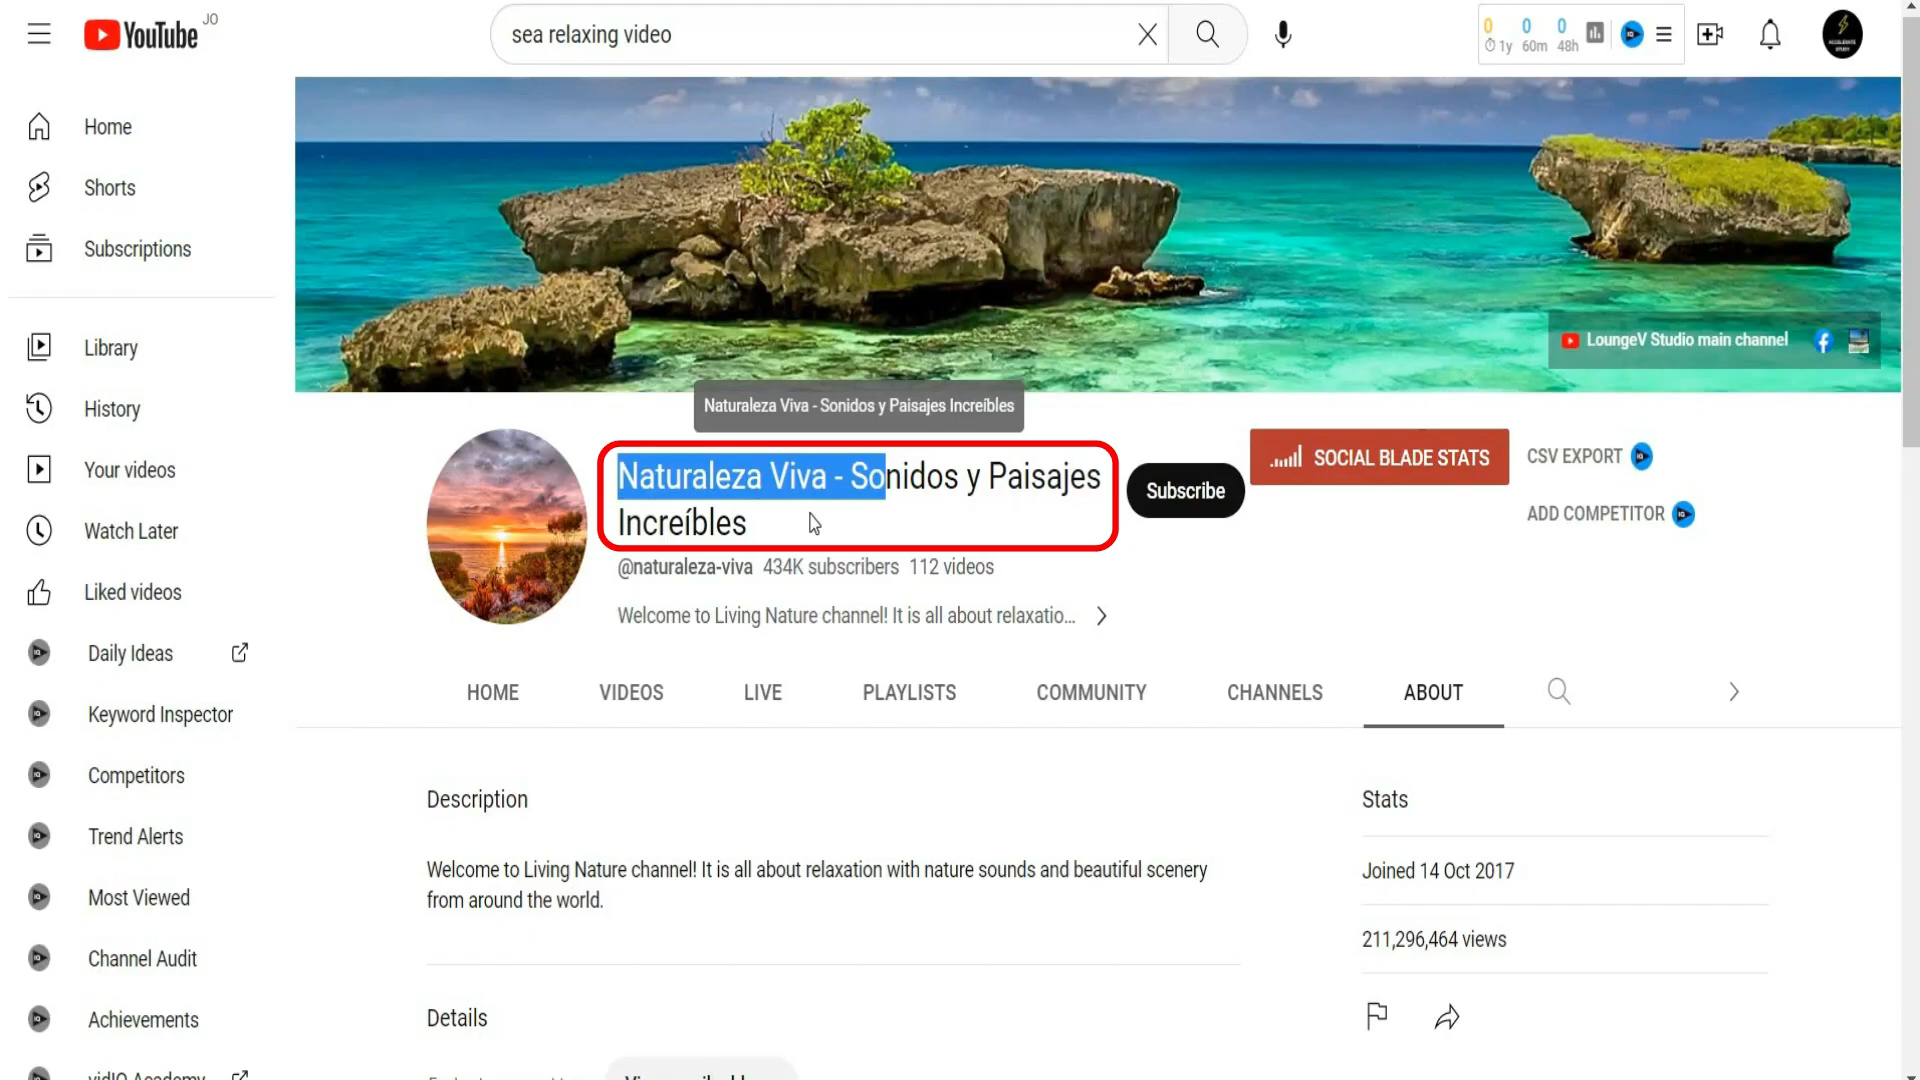 YouTube JO
sea relaxing video
0 0 0
1y 60m 48h
Home
Shorts
Subscriptions
Library
History
Your videos
Watch Later
Liked videos
Daily Ideas
Keyword Inspector
Competitors
Trend Alerts
Most Viewed
Channel Audit
Achievements
vidIQ Academy
LoungeV Studio main channel
Naturaleza Viva - Sonidos y Paisajes Increíbles
Naturaleza Viva - Sonidos y Paisajes
Increíbles
@naturaleza-viva 434K subscribers 112 videos
Welcome to Living Nature channel! It is all about relaxatio...
Subscribe
SOCIAL BLADE STATS
CSV EXPORT
ADD COMPETITOR
HOME VIDEOS LIVE PLAYLISTS COMMUNITY CHANNELS ABOUT
Description
Welcome to Living Nature channel! It is all about relaxation with nature sounds and beautiful scenery
from around the world.
Details
Stats
Joined 14 Oct 2017
211,296,464 views